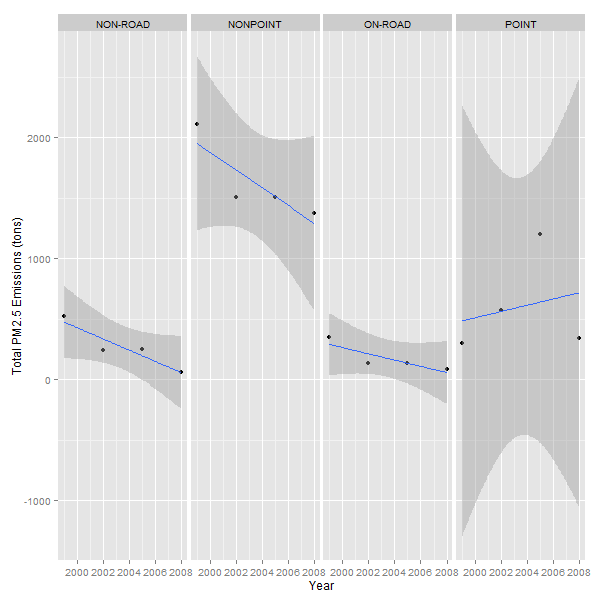 NON-ROAD NONPOINT ON-ROAD POINT
Total PM2.5 Emissions (tons)
2000
1000
0
-1000
2000 2002 2004 2006 2008 2000 2002 2004 2006 2008 2000 2002 2004 2006 2008 2000 2002 2004 2006 2008
Year